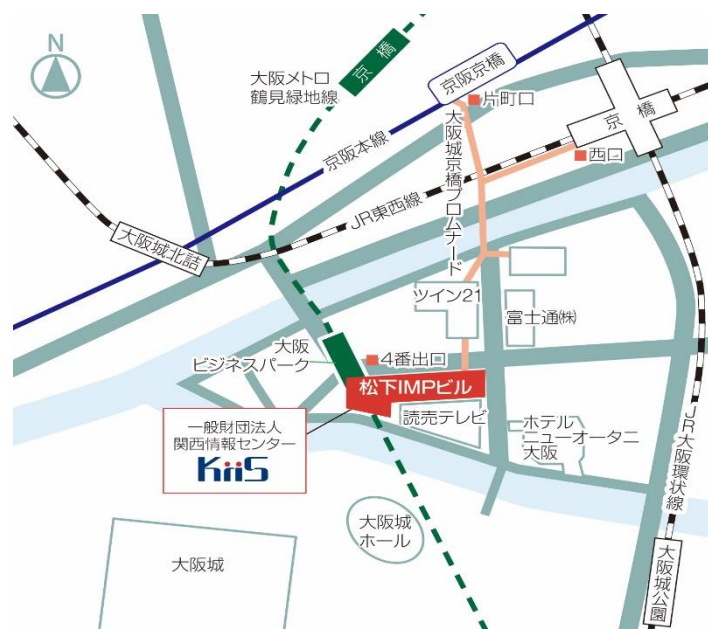 N
大阪メトロ
鶴見緑地線
京橋
京阪京橋
片町口
京橋
西口
京阪本線
大阪城京橋プロムナード
JR東西線
大阪城北詰
ツイン21
富士通㈱
大阪
ビジネスパーク
4番出口
松下IMPビル
読売テレビ
ホテル
ニューオータニ
大阪
一般財団法人
関西情報センター
KiiS
JR大阪環状線
大阪城
ホール
大阪城
大阪城公園